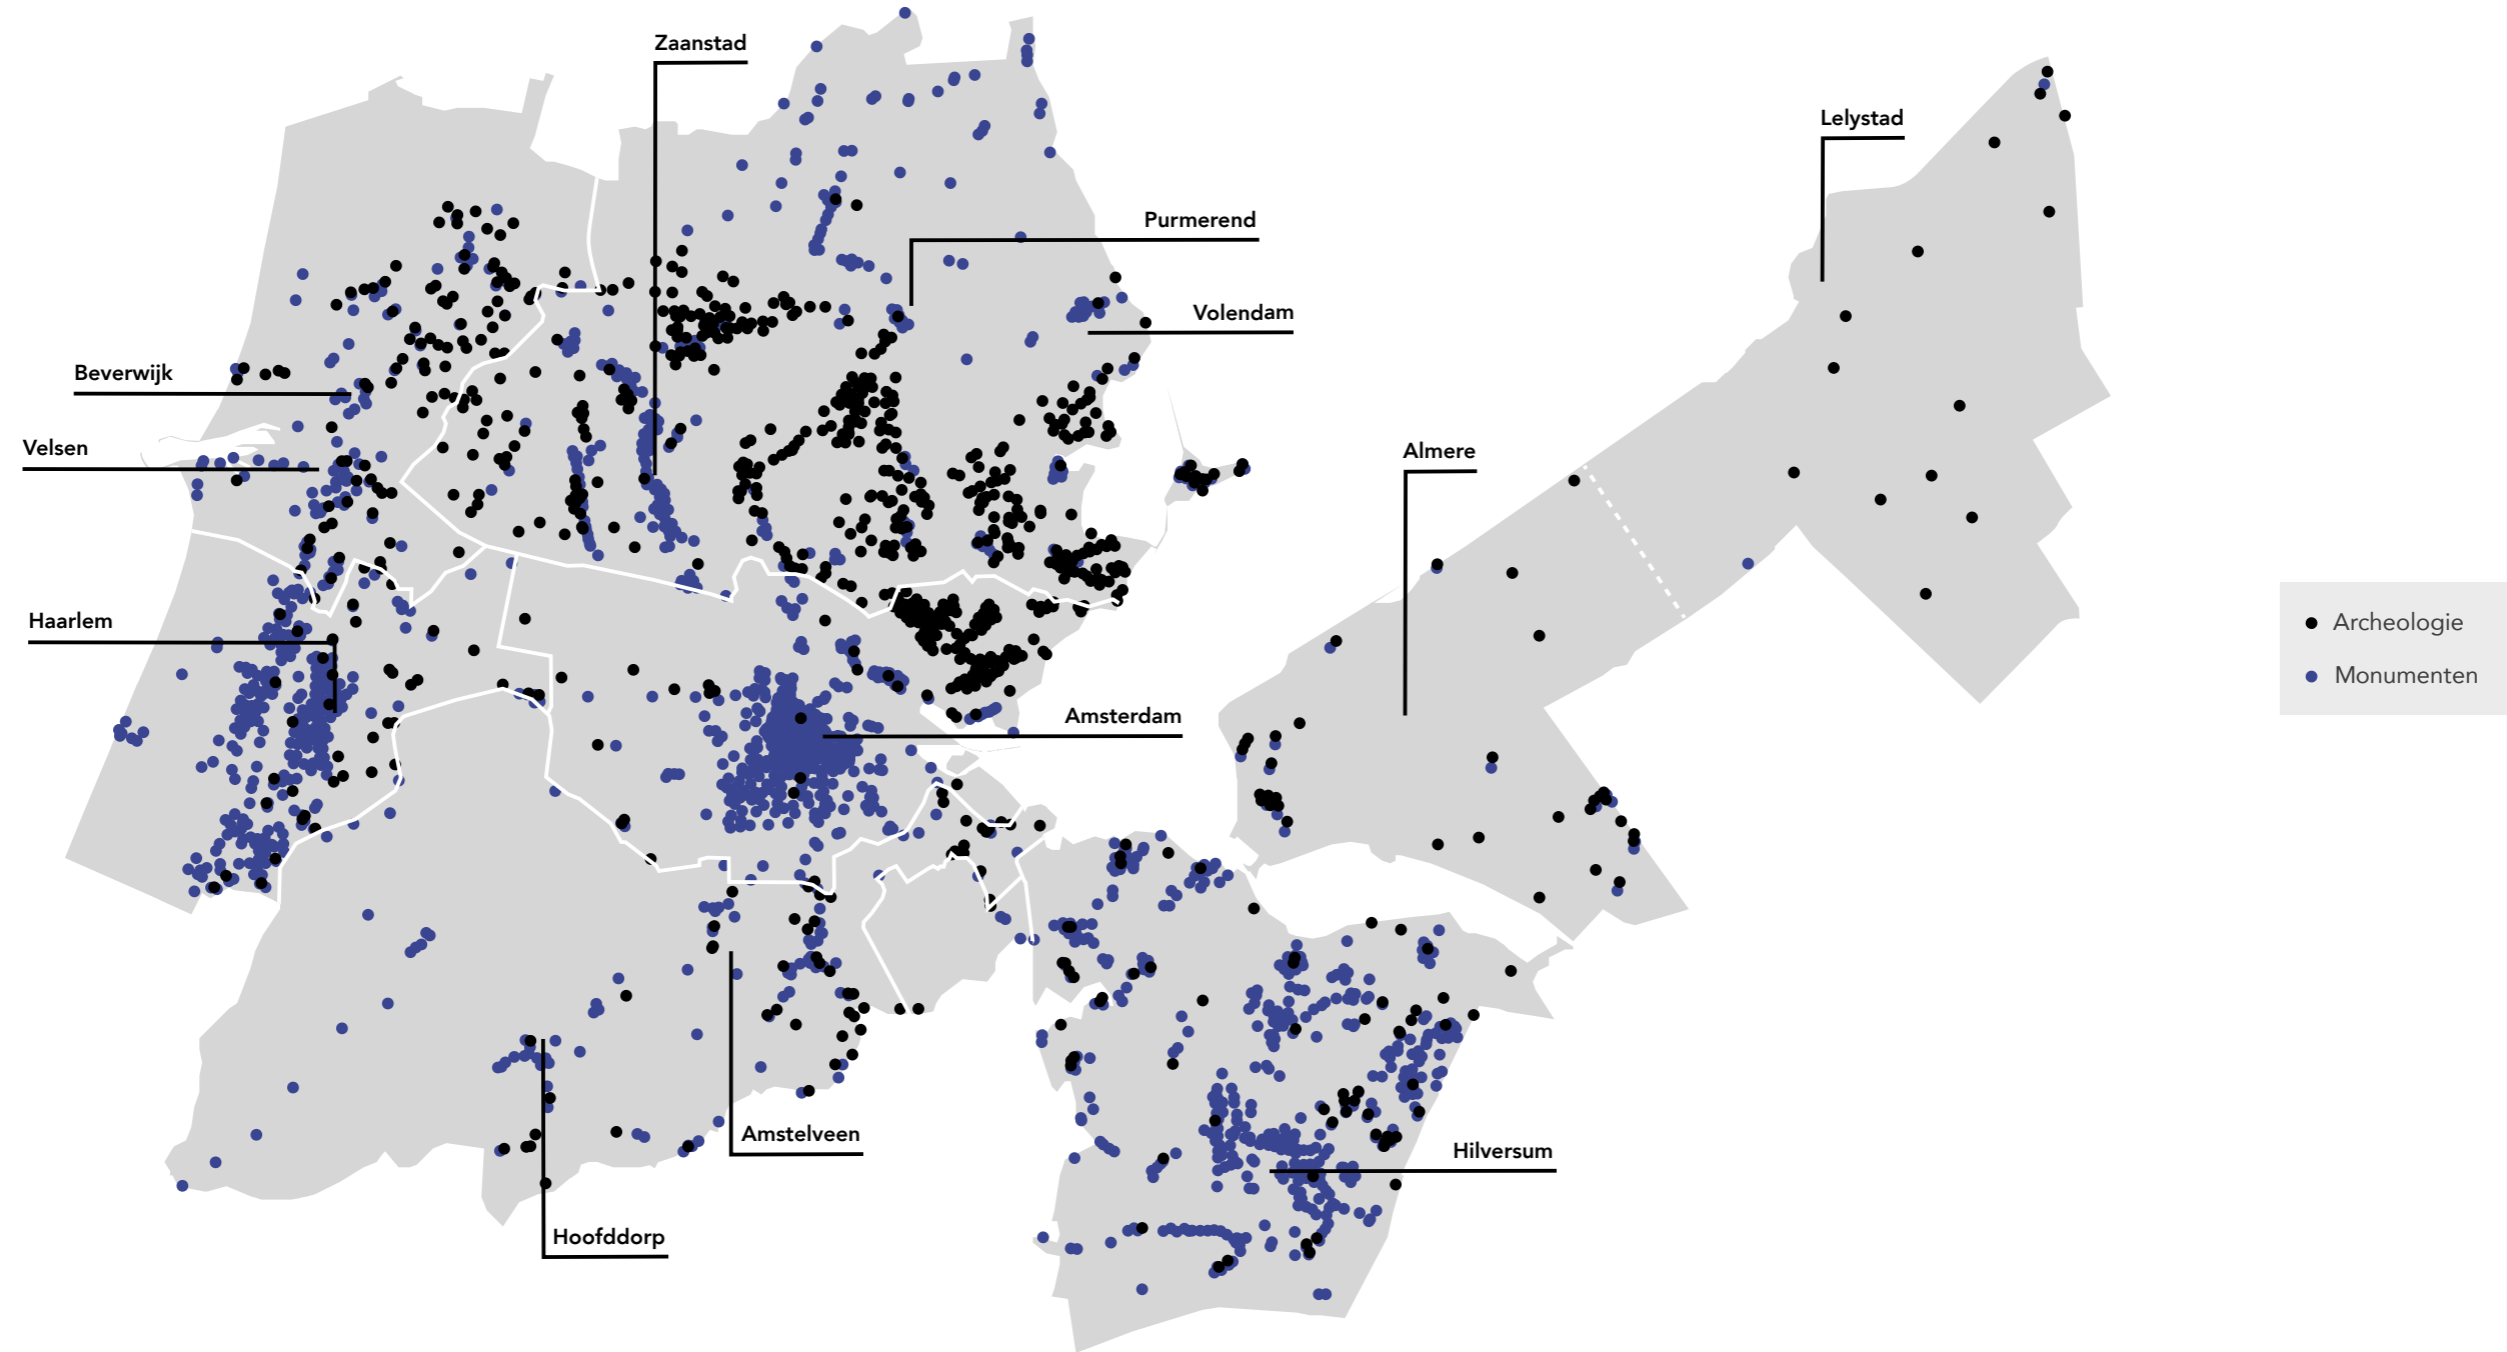 Zaanstad
Lelystad
Purmerend
Volendam
Beverwijk
Velsen
Almere
Haarlem
Archeologie
Monumenten
Amsterdam
Amstelveen
Hilversum
Hoofddorp